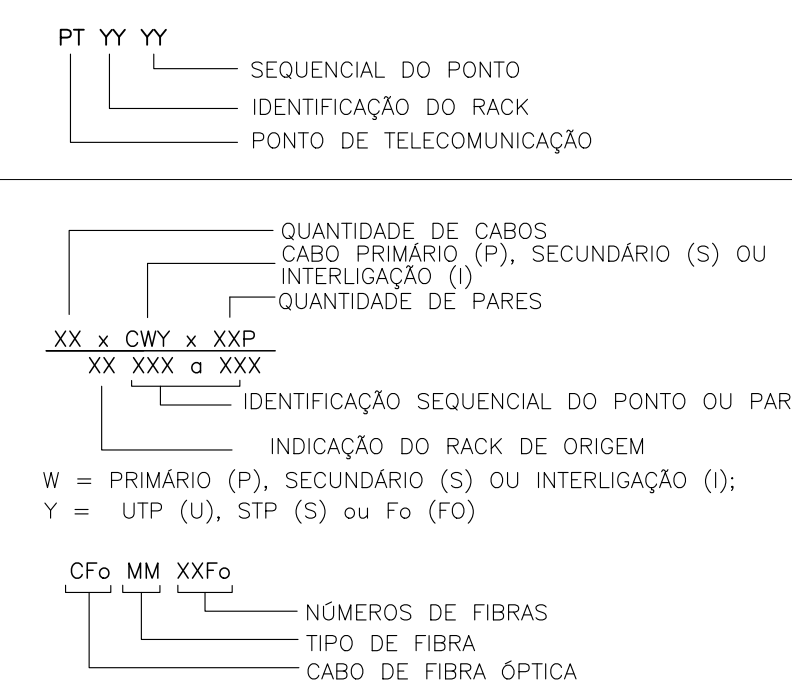 PT YY YY
SEQUENCIAL DO PONTO
IDENTIFICAÇÃO DO RACK
PONTO DE TELECOMUNICAÇÃO
QUANTIDADE DE CABOS
CABO PRIMÁRIO (P), SECUNDÁRIO (S) OU
INTERLIGAÇÃO (I)
QUANTIDADE DE PARES
XX x CWY x XXP
XX XXX a XXX
IDENTIFICAÇÃO SEQUENCIAL DO PONTO OU PAR
INDICAÇÃO DO RACK DE ORIGEM
W = PRIMÁRIO (P), SECUNDÁRIO (S) OU INTERLIGAÇÃO (I);
Y = UTP (U), STP (S) ou Fo (FO)
CFo MM XXFo
NÚMEROS DE FIBRAS
TIPO DE FIBRA
CABO DE FIBRA ÓPTICA